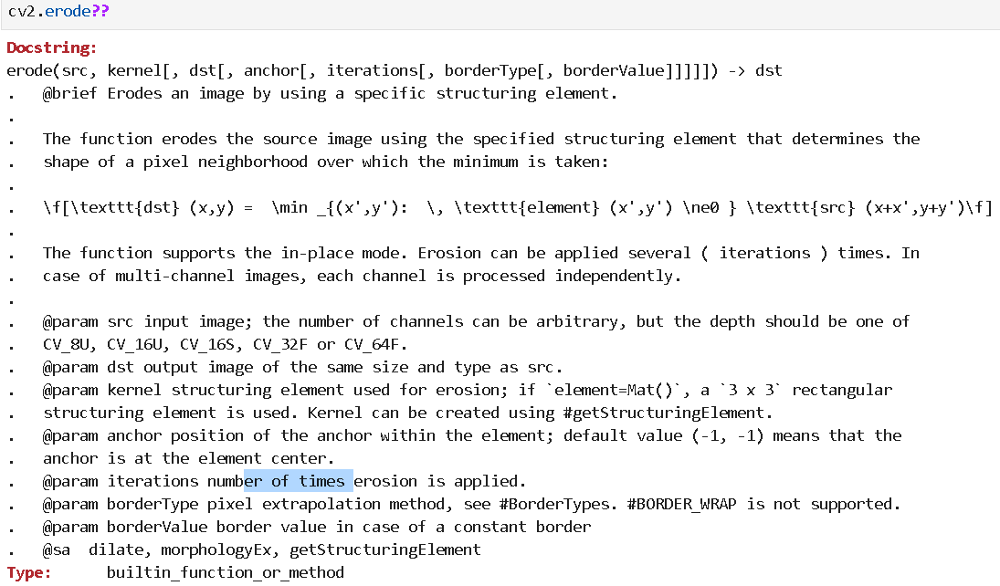 cv2.erode??
Docstring:
erode(src, kernel[, dst[, anchor[, iterations[, borderType[, borderValue]]]]]) -> dst
.   @brief Erodes an image by using a specific structuring element.
.
.   The function erodes the source image using the specified structuring element that determines the
.   shape of a pixel neighborhood over which the minimum is taken:
.
.   \f[\texttt{dst} (x,y) =  \min _{(x',y'):  \, \texttt{element} (x',y') \ne0 } \texttt{src} (x+x',y+y')\f]
.
.   The function supports the in-place mode. Erosion can be applied several ( iterations ) times. In
.   case of multi-channel images, each channel is processed independently.
.
.   @param src input image; the number of channels can be arbitrary, but the depth should be one of
.   CV_8U, CV_16U, CV_16S, CV_32F or CV_64F.
.   @param dst output image of the same size and type as src.
.   @param kernel structuring element used for erosion; if `element=Mat()`, a `3 x 3` rectangular
.   structuring element is used. Kernel can be created using #getStructuringElement.
.   @param anchor position of the anchor within the element; default value (-1, -1) means that the
.   anchor is at the element center.
.   @param iterations number of times erosion is applied.
.   @param borderType pixel extrapolation method, see #BorderTypes. #BORDER_WRAP is not supported.
.   @param borderValue border value in case of a constant border
.   @sa  dilate, morphologyEx, getStructuringElement
Type:      builtin_function_or_method